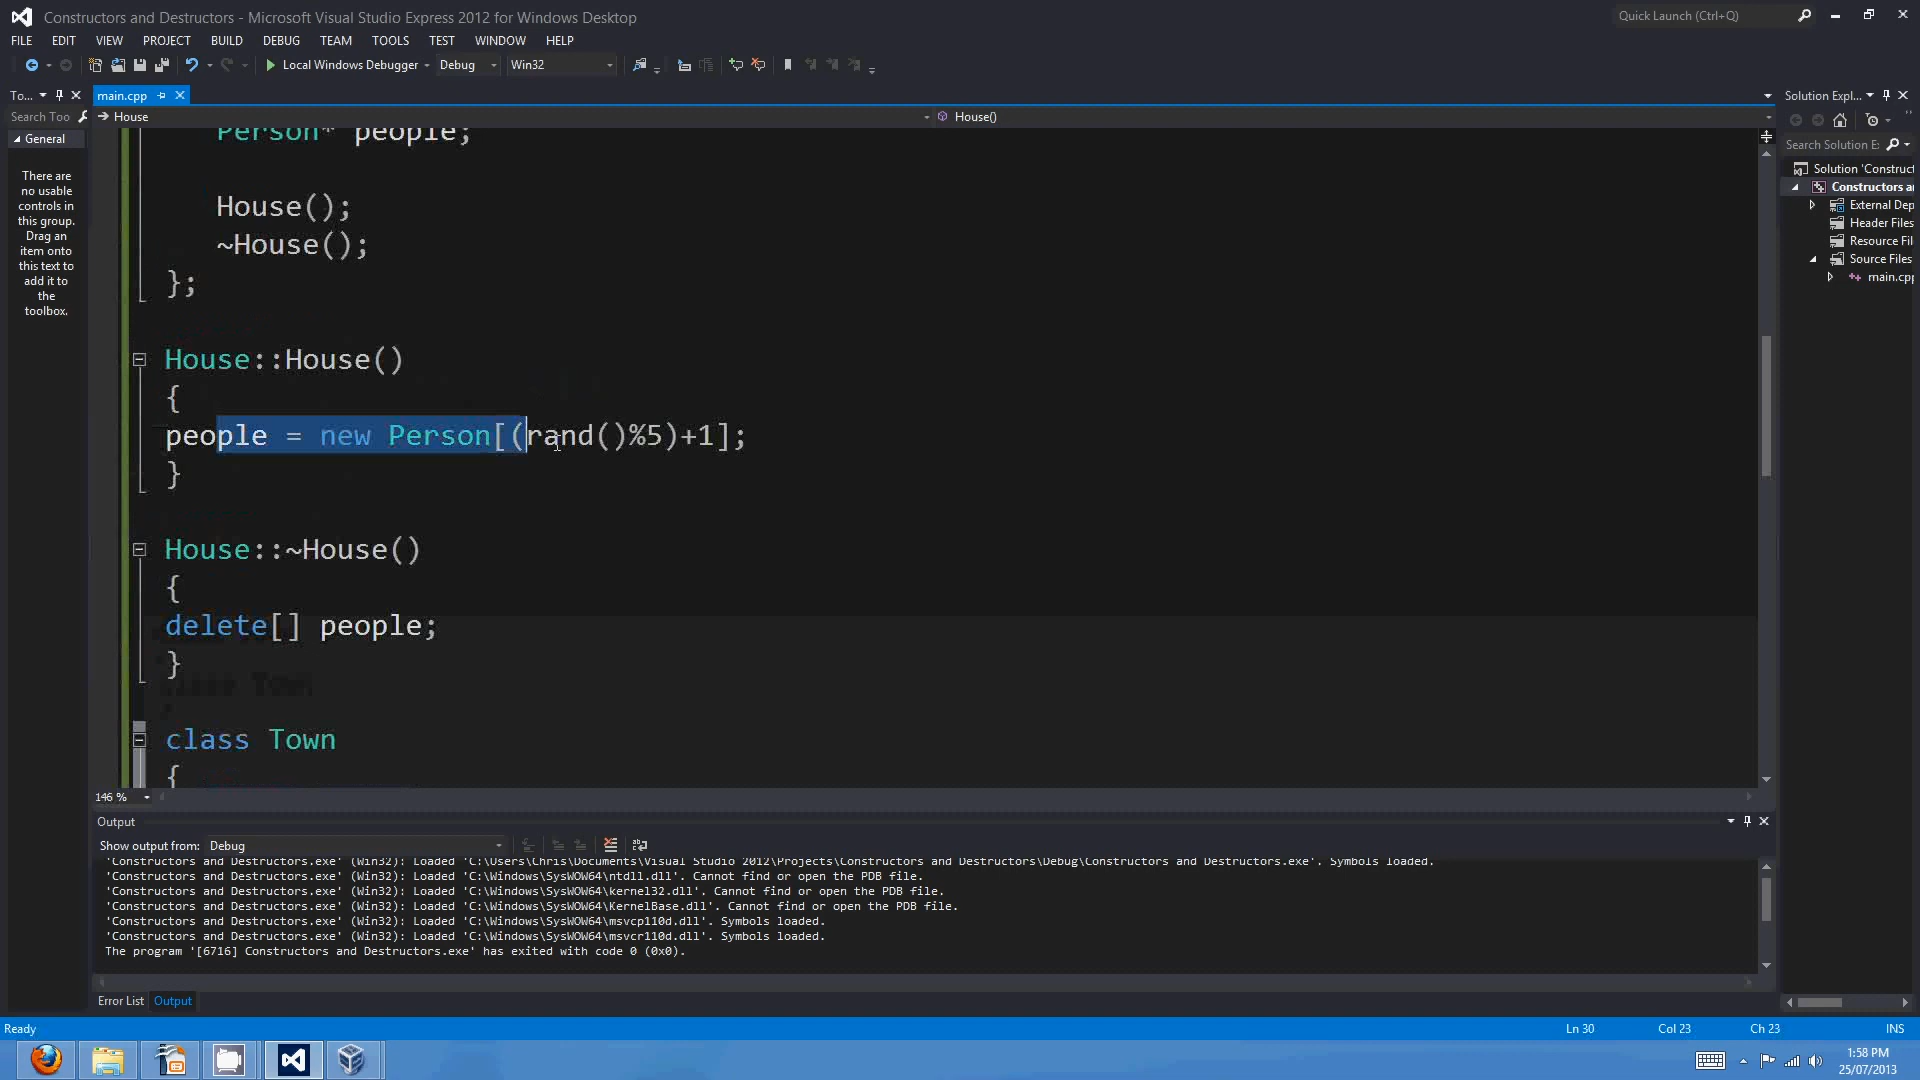 Constructors and Destructors - Microsoft Visual Studio Express 2012 for Windows Desktop
Quick Launch (Ctrl+Q)
FILE EDIT VIEW PROJECT BUILD DEBUG TEAM TOOLS TEST WINDOW HELP
Local Windows Debugger Debug Win32
To... main.cpp Solution Expl...
Search Too House House()
General
There are
no usable
controls in
this group.
Drag an
item onto
this text to
add it to
the
toolbox.
Person* people;
House();
~House();
};
House::House()
{
people = new Person[(rand()%5)+1];
}
House::~House()
{
delete[] people;
}
class Town
{
146 %
Search Solution E
Solution 'Construct
Constructors a
External Dep
Header Files
Resource Fil
Source Files
main.cpp
Output
Show output from: Debug
'Constructors and Destructors.exe' (Win32): Loaded 'C:\Users\Chris\Documents\Visual Studio 2012\Projects\Constructors and Destructors\Debug\Constructors and Destructors.exe'. Symbols loaded.
'Constructors and Destructors.exe' (Win32): Loaded 'C:\Windows\SysWOW64\ntdll.dll'. Cannot find or open the PDB file.
'Constructors and Destructors.exe' (Win32): Loaded 'C:\Windows\SysWOW64\kernel32.dll'. Cannot find or open the PDB file.
'Constructors and Destructors.exe' (Win32): Loaded 'C:\Windows\SysWOW64\KernelBase.dll'. Cannot find or open the PDB file.
'Constructors and Destructors.exe' (Win32): Loaded 'C:\Windows\SysWOW64\msvcp110d.dll'. Symbols loaded.
'Constructors and Destructors.exe' (Win32): Loaded 'C:\Windows\SysWOW64\msvcr110d.dll'. Symbols loaded.
The program '[6716] Constructors and Destructors.exe' has exited with code 0 (0x0).
Error List Output
Ready Ln 30 Col 23 Ch 23 INS
1:58 PM
25/07/2013